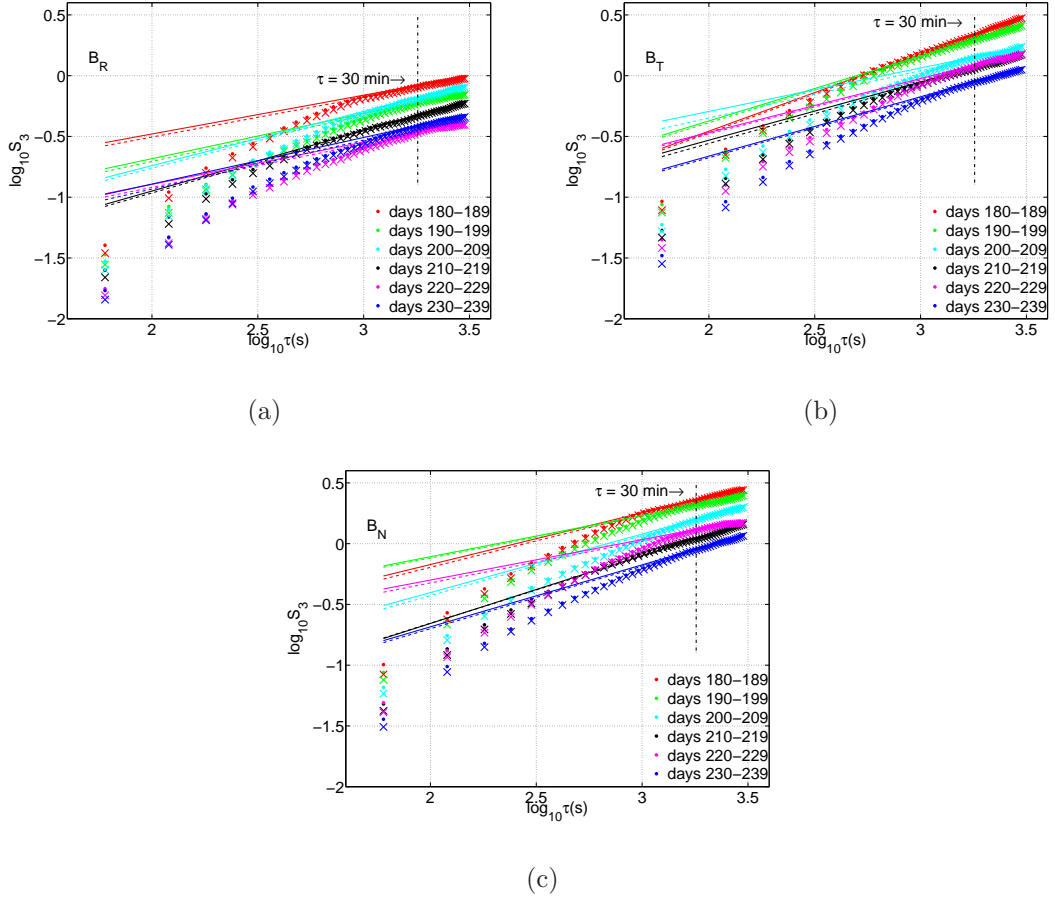 0.5
0
−0.5
−1
−1.5
−2
2
2.5
3
3.5
log10τ(s)
log10S3
BR
τ = 30 min→
days 180−189
days 190−199
days 200−209
days 210−219
days 220−229
days 230−239
(a)
0.5
0
−0.5
−1
−1.5
−2
2
2.5
3
3.5
log10τ(s)
log10S3
BT
τ = 30 min→
days 180−189
days 190−199
days 200−209
days 210−219
days 220−229
days 230−239
(b)
0.5
0
−0.5
−1
−1.5
−2
2
2.5
3
3.5
log10τ(s)
log10S3
BN
τ = 30 min→
days 180−189
days 190−199
days 200−209
days 210−219
days 220−229
days 230−239
(c)